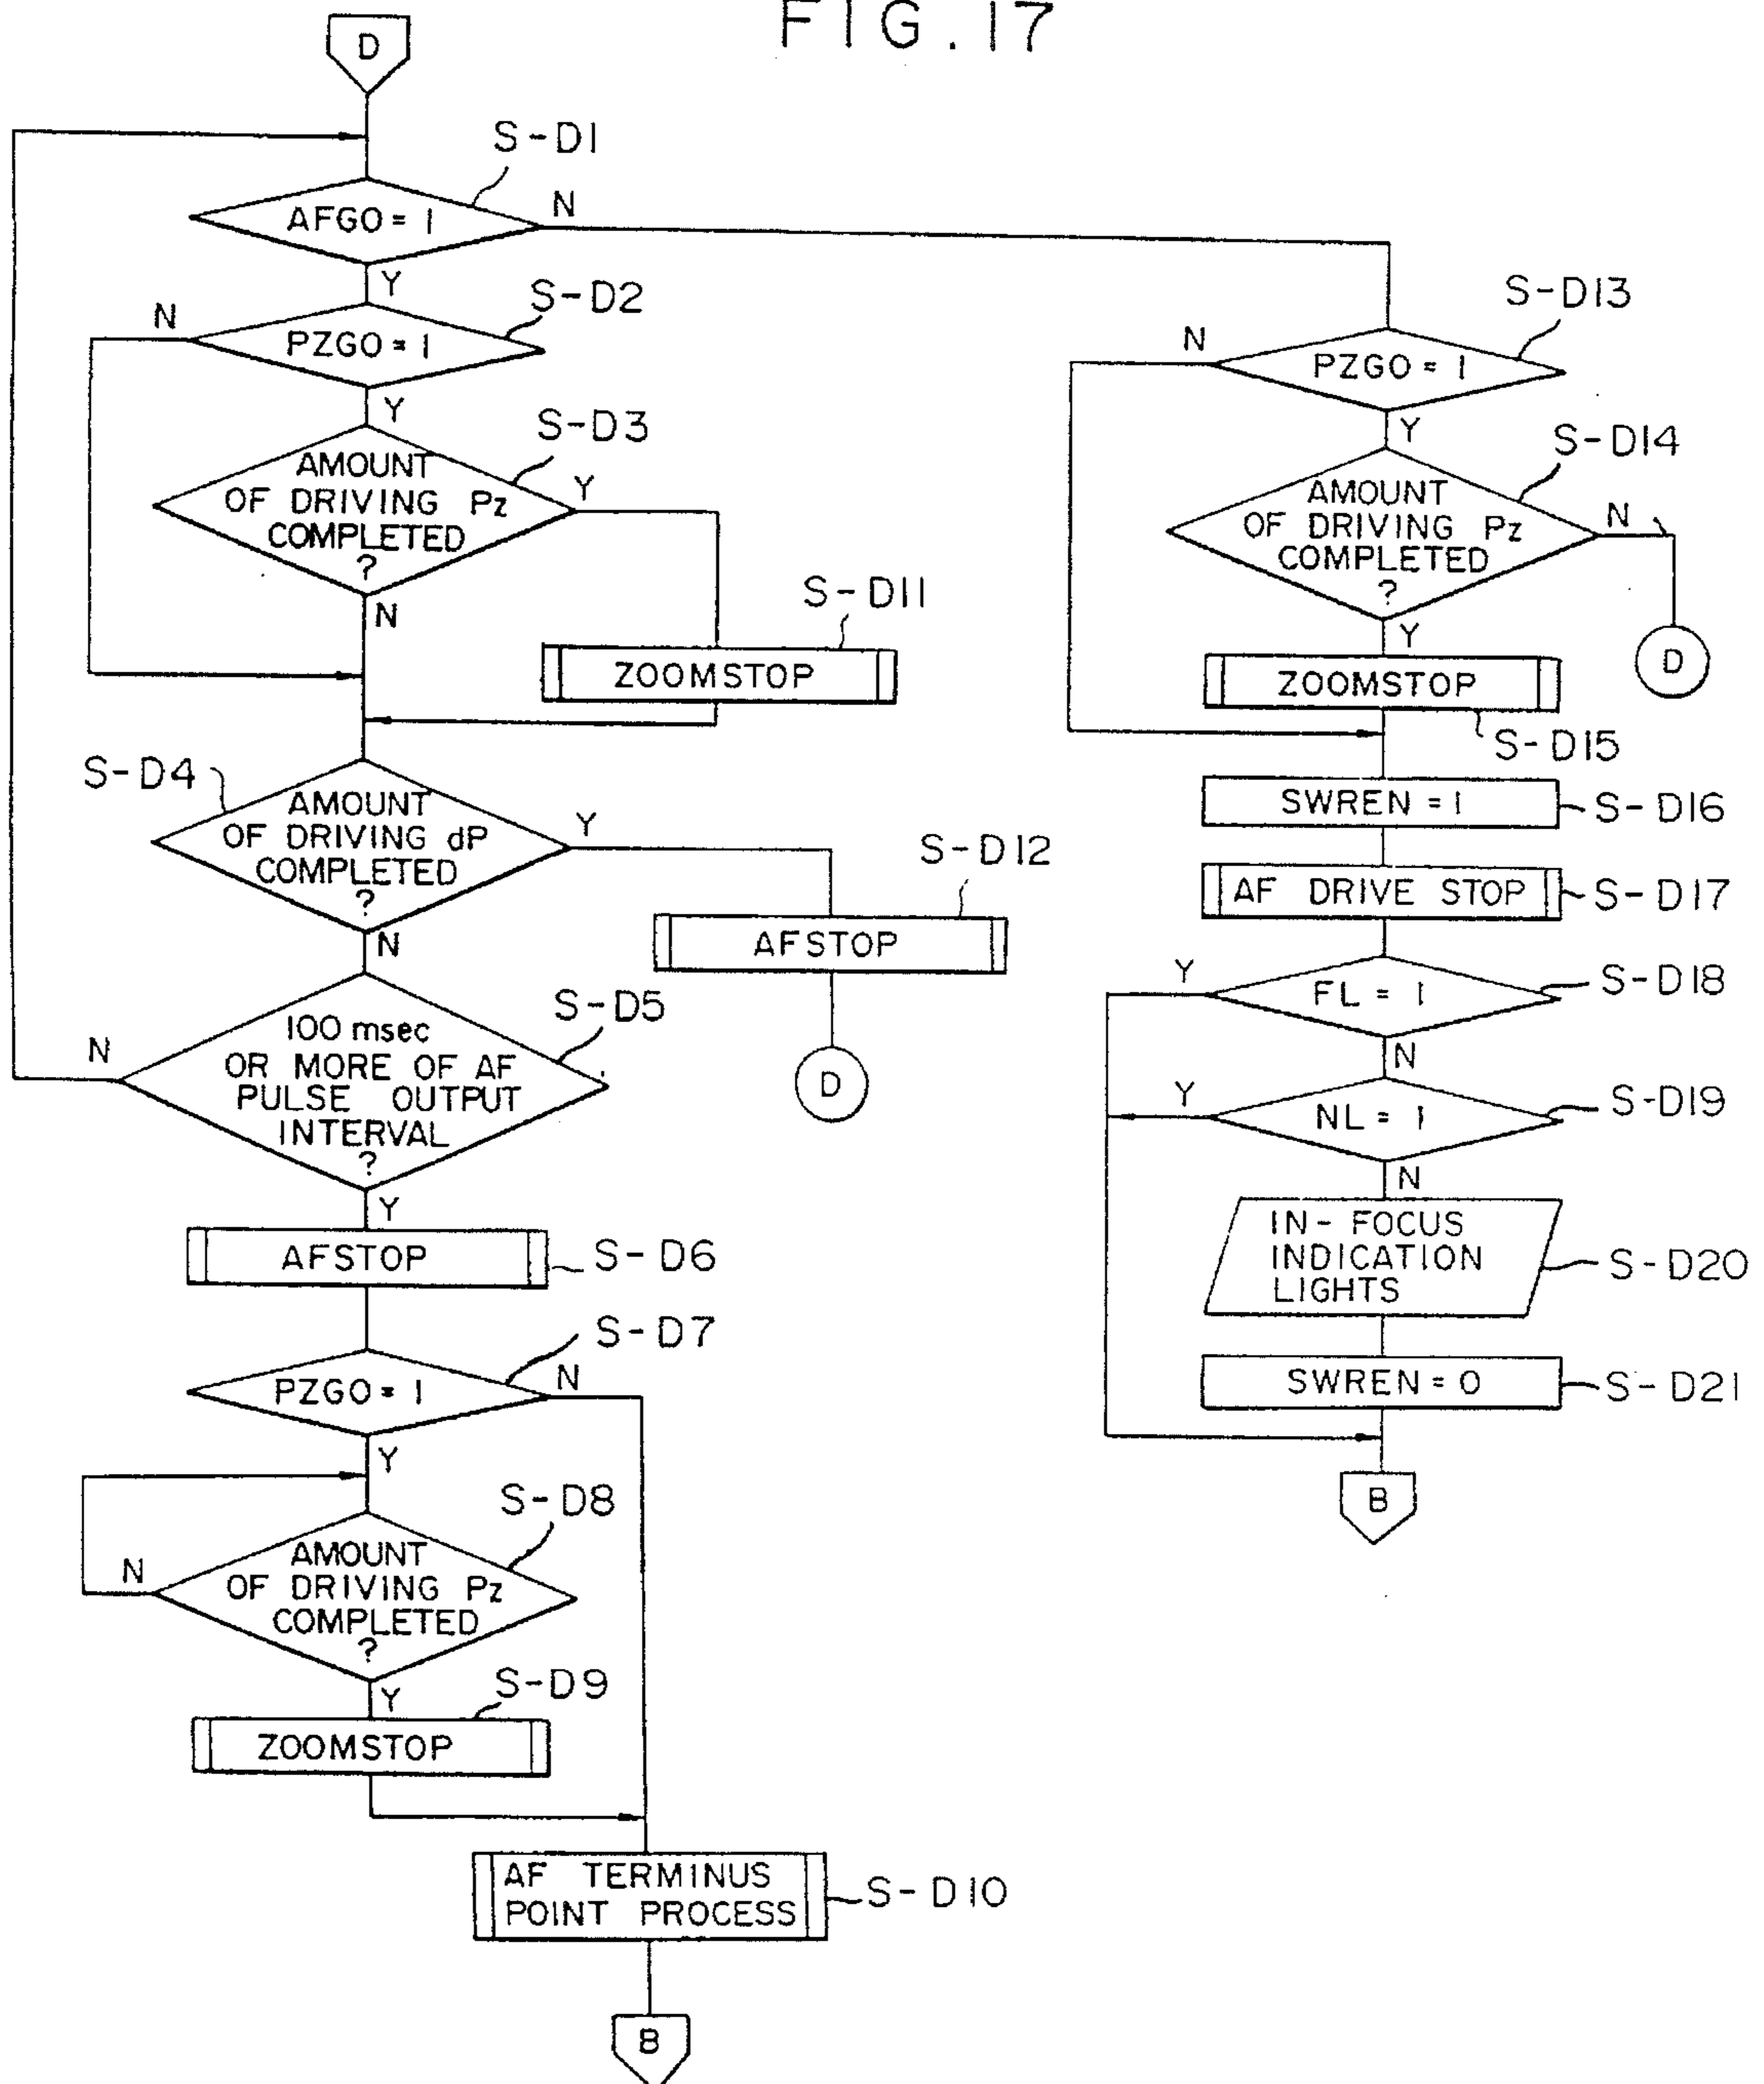 FIG. 17
D
S-D1
AFGO = 1
N
Y
S-D2
N
PZGO = 1
Y
S-D3
AMOUNT
OF DRIVING Pz
COMPLETED
?
Y
N
S-D11
ZOOMSTOP
S-D4
AMOUNT
OF DRIVING dP
COMPLETED
?
Y
N
S-D12
AFSTOP
D
S-D5
100 msec
OR MORE OF AF
PULSE OUTPUT
INTERVAL
?
N
Y
AFSTOP
S-D6
S-D7
PZGO = 1
N
Y
S-D8
AMOUNT
OF DRIVING Pz
COMPLETED
?
N
Y
S-D9
ZOOMSTOP
AF TERMINUS
POINT PROCESS
S-D10
B
S-D13
N
PZGO = 1
Y
S-D14
AMOUNT
OF DRIVING Pz
COMPLETED
?
N
Y
D
ZOOMSTOP
S-D15
SWREN = 1
S-D16
AF DRIVE STOP
S-D17
Y
FL = 1
S-D18
N
Y
NL = 1
S-D19
N
IN-FOCUS
INDICATION
LIGHTS
S-D20
SWREN = 0
S-D21
B